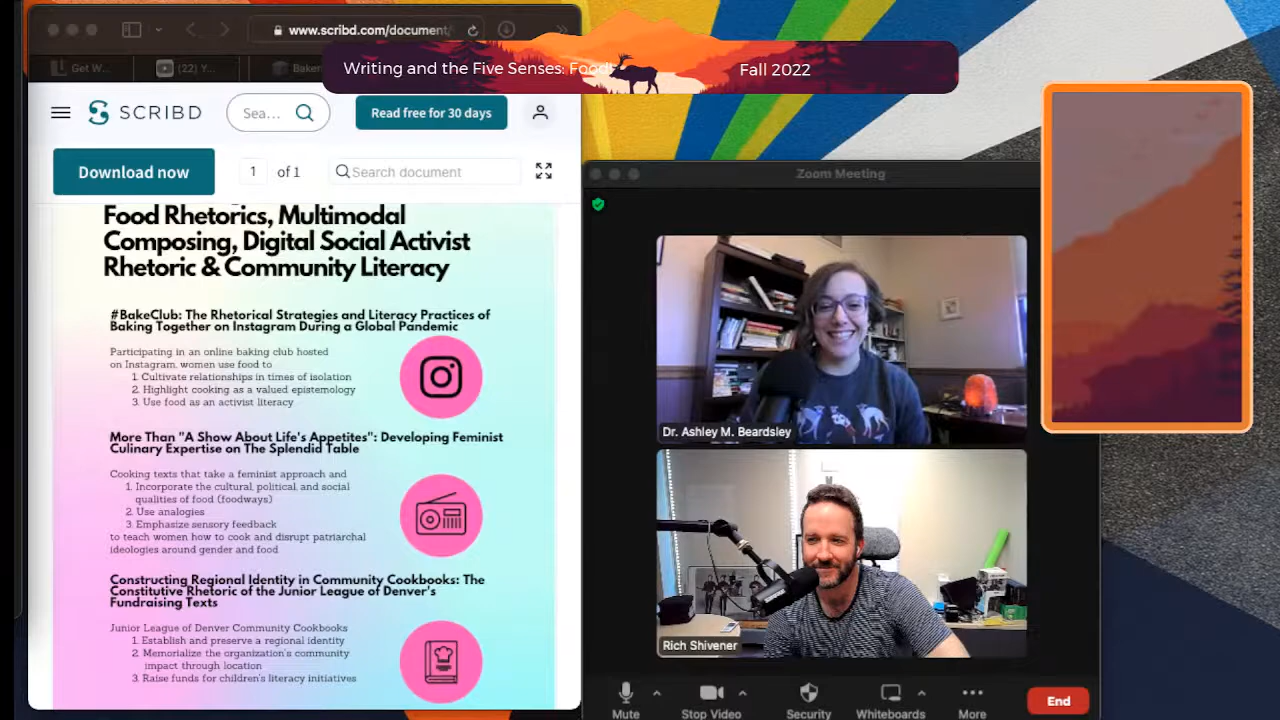 www.scribd.com/document/
Get W...
(22) Y...
Baker
Writing and the Five Senses: Food!
Fall 2022
SCRIBD
Sea...
Read free for 30 days
Download now
1 of 1
Search document
Food Rhetorics, Multimodal
Composing, Digital Social Activist
Rhetoric & Community Literacy
#BakeClub: The Rhetorical Strategies and Literacy Practices of
Baking Together on Instagram During a Global Pandemic
Participating in an online baking club hosted
on Instagram, women use food to
1. Cultivate relationships in times of isolation
2. Highlight cooking as a valued epistemology
3. Use food as an activist literacy
More Than "A Show About Life's Appetites": Developing Feminist
Culinary Expertise on The Splendid Table
Cooking texts that take a feminist approach and
1. Incorporate the cultural, political, and social
qualities of food (foodways)
2. Use analogies
3. Emphasize sensory feedback
to teach women how to cook and disrupt patriarchal
ideologies around gender and food
Constructing Regional Identity in Community Cookbooks: The
Constitutive Rhetoric of the Junior League of Denver's
Fundraising Texts
Junior League of Denver Community Cookbooks
1. Establish and preserve a regional identity
2. Memorialize the organization's community
impact through location
3. Raise funds for children's literacy initiatives
Zoom Meeting
Dr. Ashley M. Beardsley
Rich Shivener
Mute
Stop Video
Security
Whiteboards
More
End